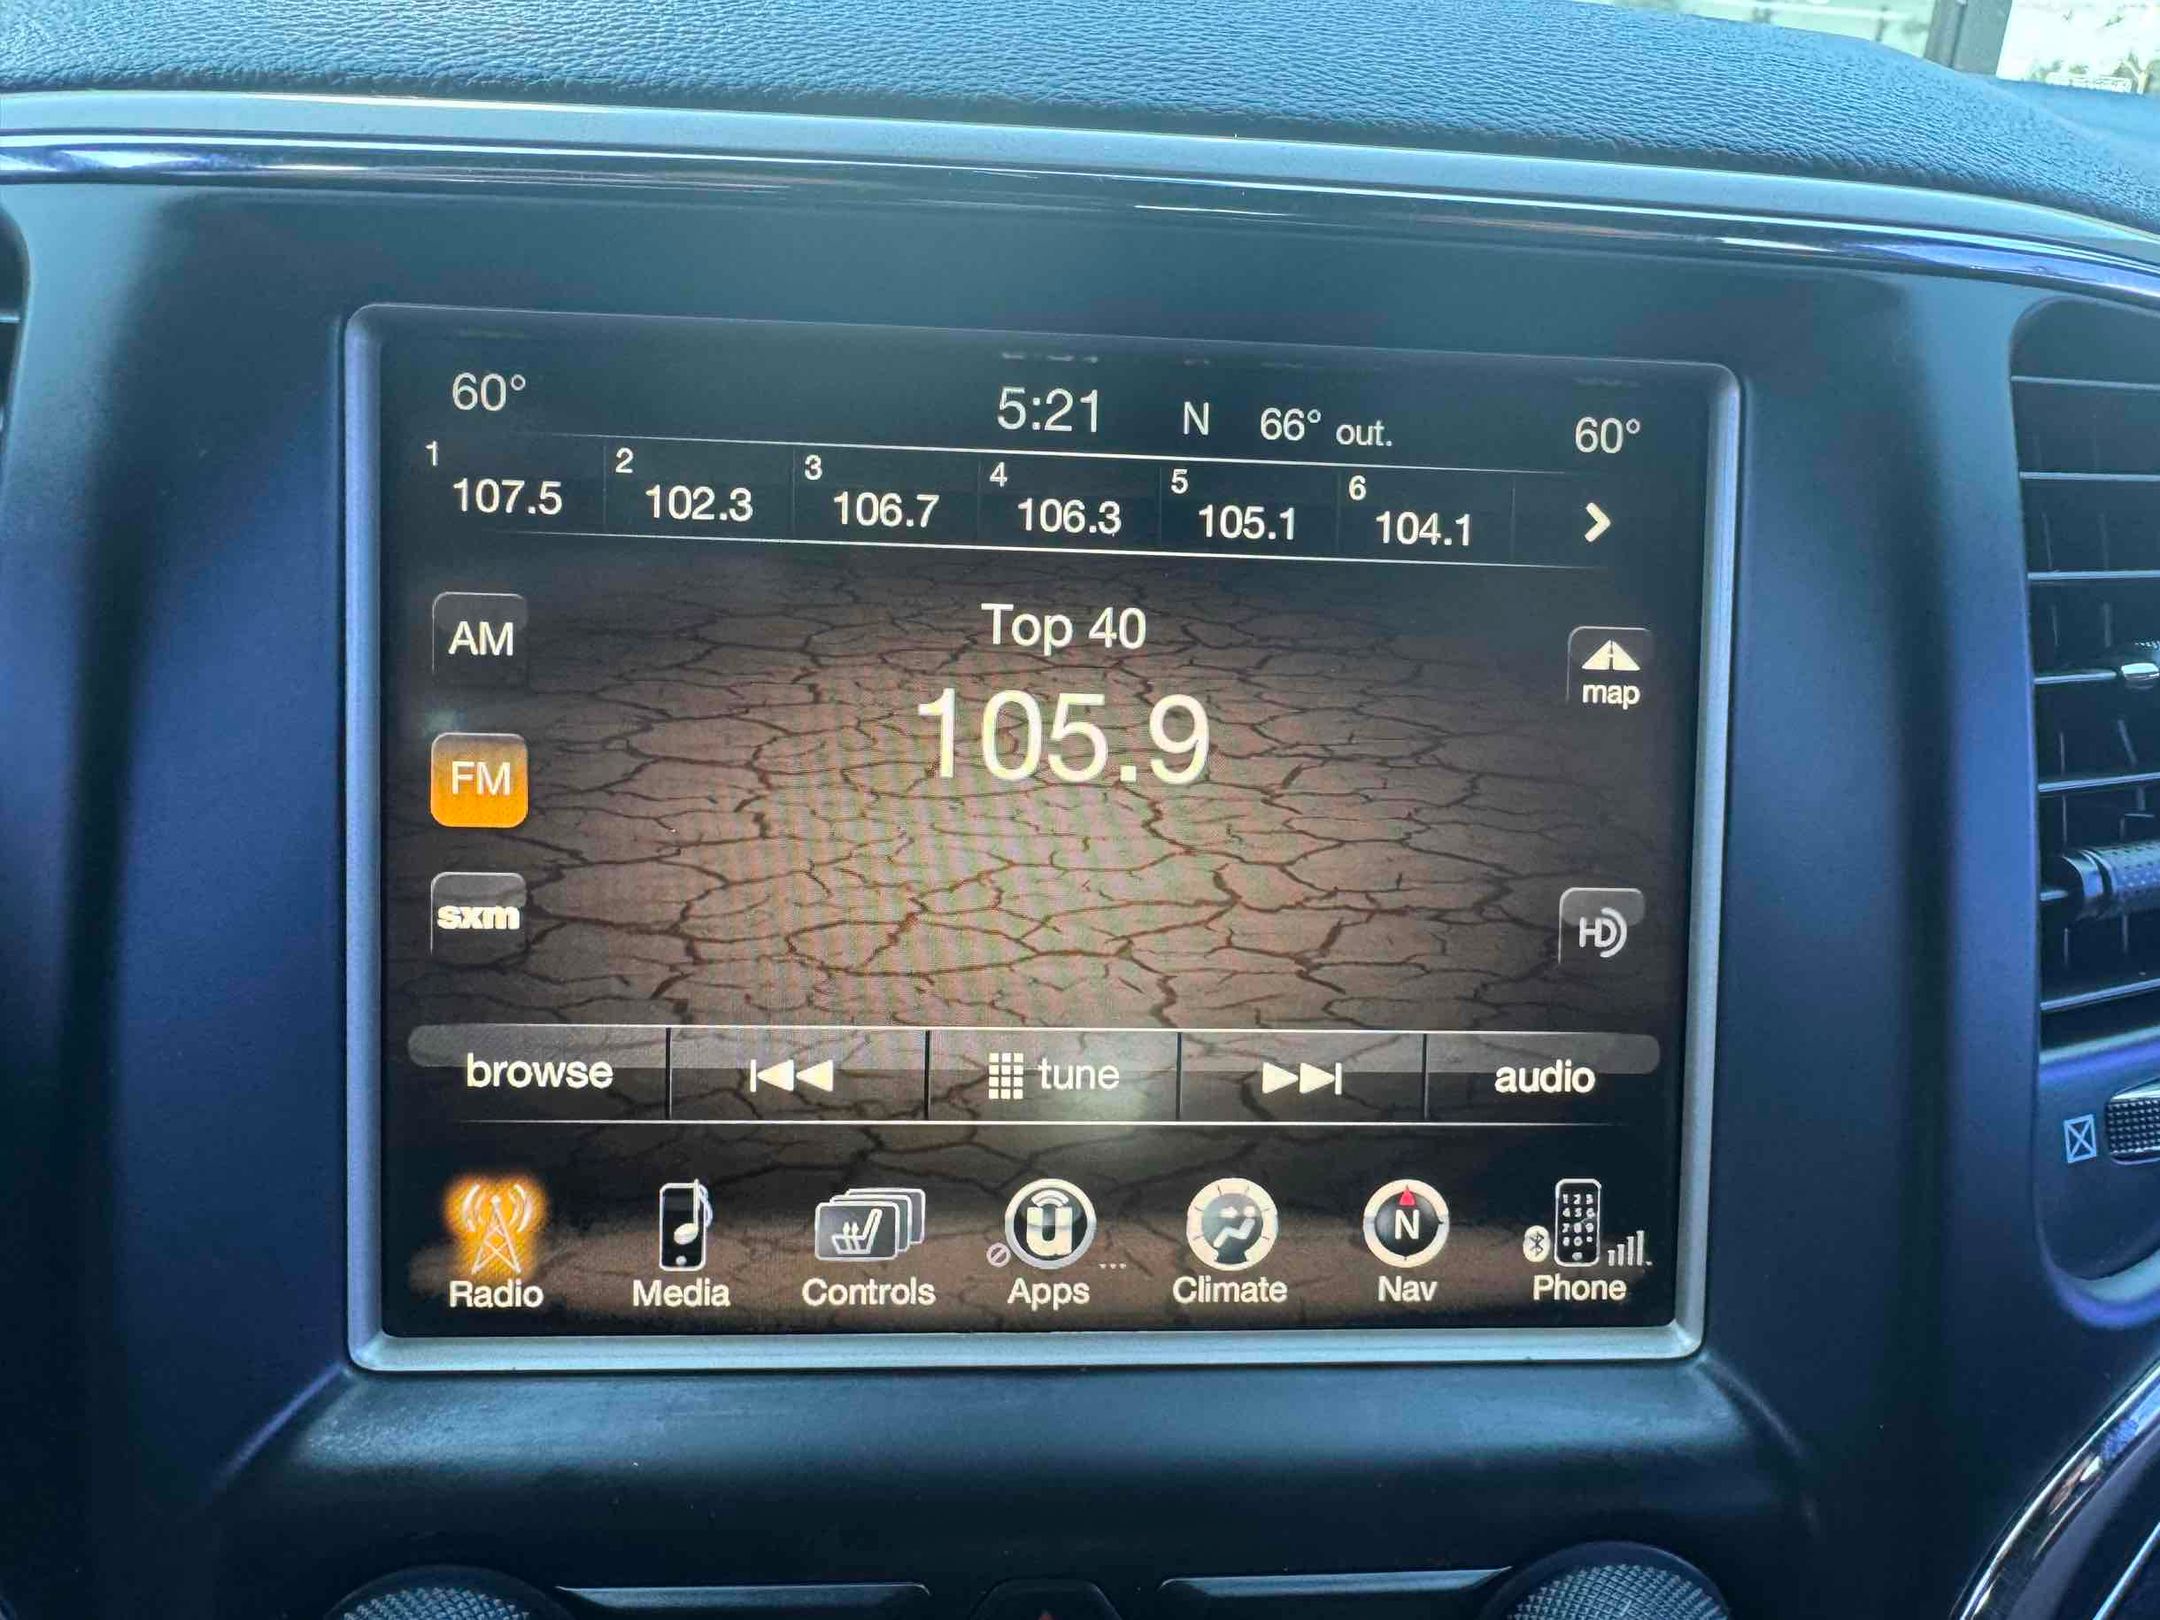 60° 5:21 N 66° out. 60°
1 107.5 2 102.3 3 106.7 4 106.3 5 105.1 6 104.1
AM Top 40 map
105.9
FM
sxm HD
browse tune audio
Radio Media Controls Apps Climate Nav Phone